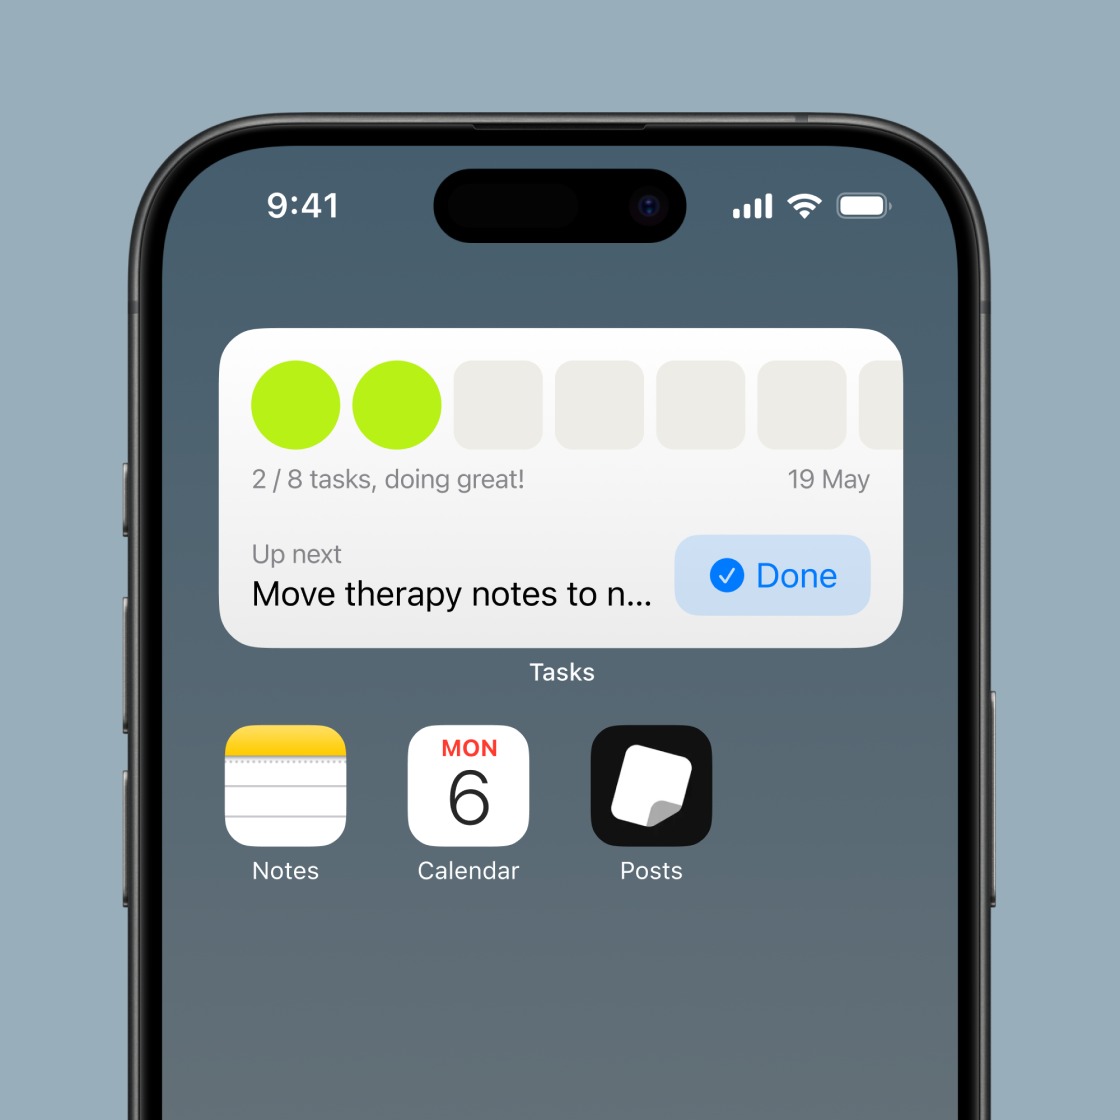 9:41
2 / 8 tasks, doing great!
19 May
Up next
Move therapy notes to n...
Done
Tasks
MON
6
Notes
Calendar
Posts